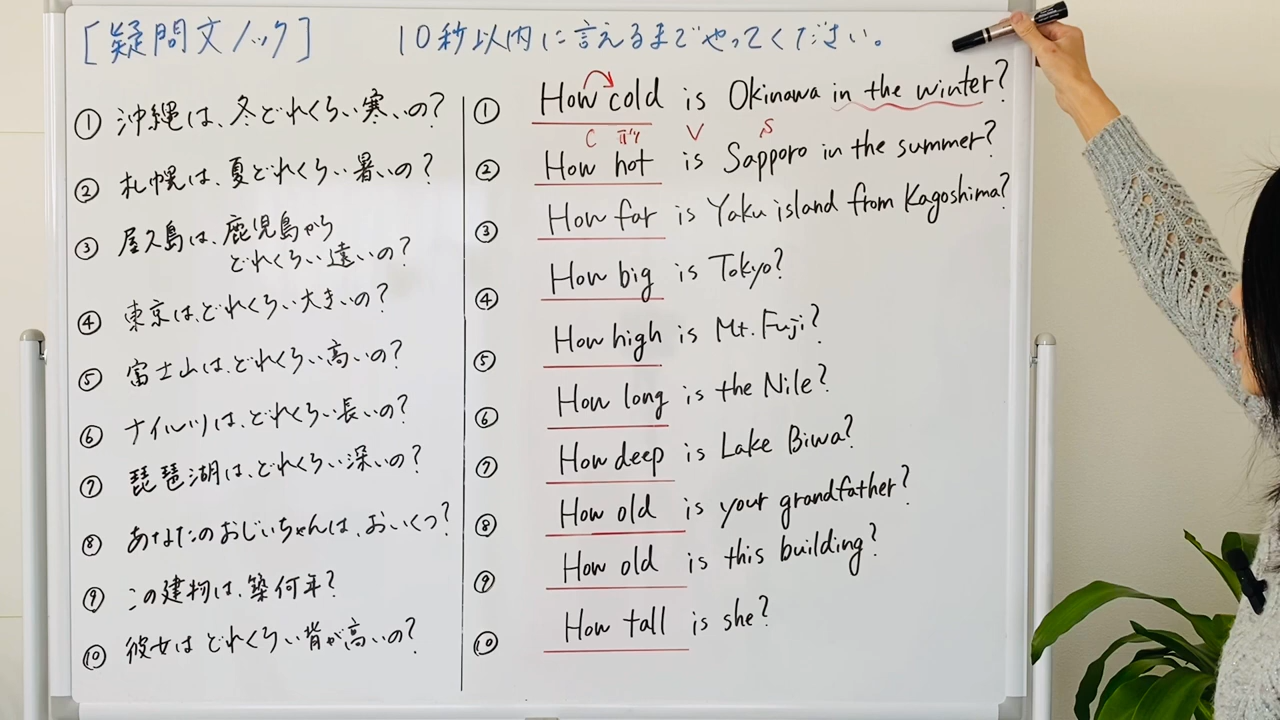 [疑問文ノック] 10秒以内に言えるまでやってください。
① 沖縄は、冬どれくらい寒いの?
② 札幌は、夏どれくらい暑いの?
③ 屋久島は、鹿児島から
どれくらい遠いの?
④ 東京は、どれくらい大きいの?
⑤ 富士山は、どれくらい高いの?
⑥ ナイル川は、どれくらい長いの?
⑦ 琵琶湖は、どれくらい深いの?
⑧ あなたのおじいちゃんは、おいくつ?
⑨ この建物は、築何年?
⑩ 彼女は どれくらい背が高いの?
① How cold is Okinawa in the winter?
C V S
② How hot is Sapporo in the summer?
③ How far is Yaku island from Kagoshima?
④ How big is Tokyo?
⑤ How high is Mt. Fuji?
⑥ How long is the Nile?
⑦ How deep is Lake Biwa?
⑧ How old is your grandfather?
⑨ How old is this building?
⑩ How tall is she?